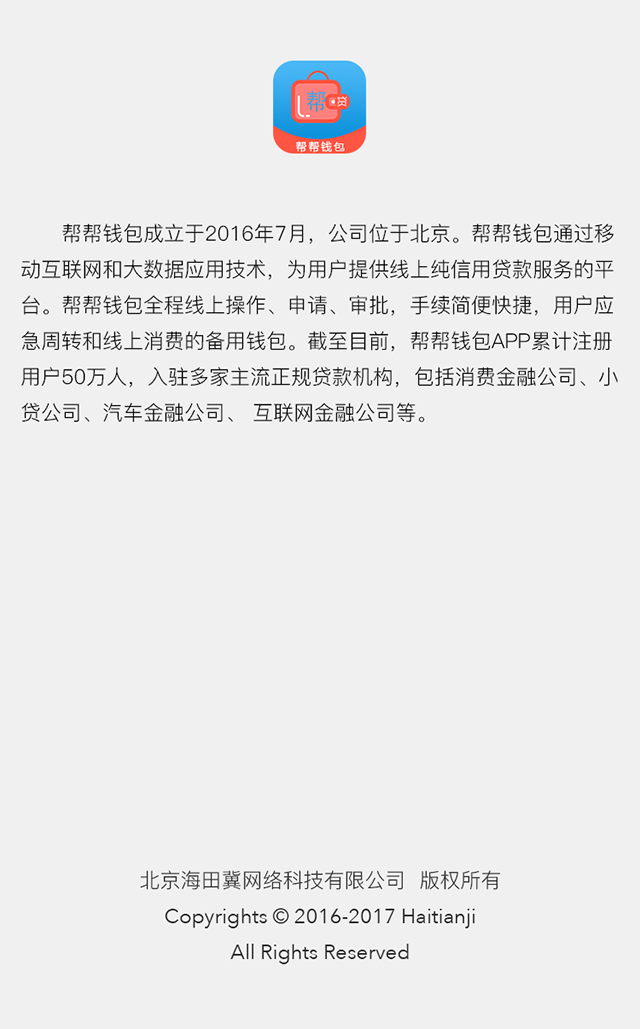 帮
贷
帮帮钱包
帮帮钱包成立于2016年7月，公司位于北京。帮帮钱包通过移
动互联网和大数据应用技术，为用户提供线上纯信用贷款服务的平
台。帮帮钱包全程线上操作、申请、审批，手续简便快捷，用户应
急周转和线上消费的备用钱包。截至目前，帮帮钱包APP累计注册
用户50万人，入驻多家主流正规贷款机构，包括消费金融公司、小
贷公司、汽车金融公司、 互联网金融公司等。
北京海田冀网络科技有限公司 版权所有
Copyrights © 2016-2017 Haitianji
All Rights Reserved